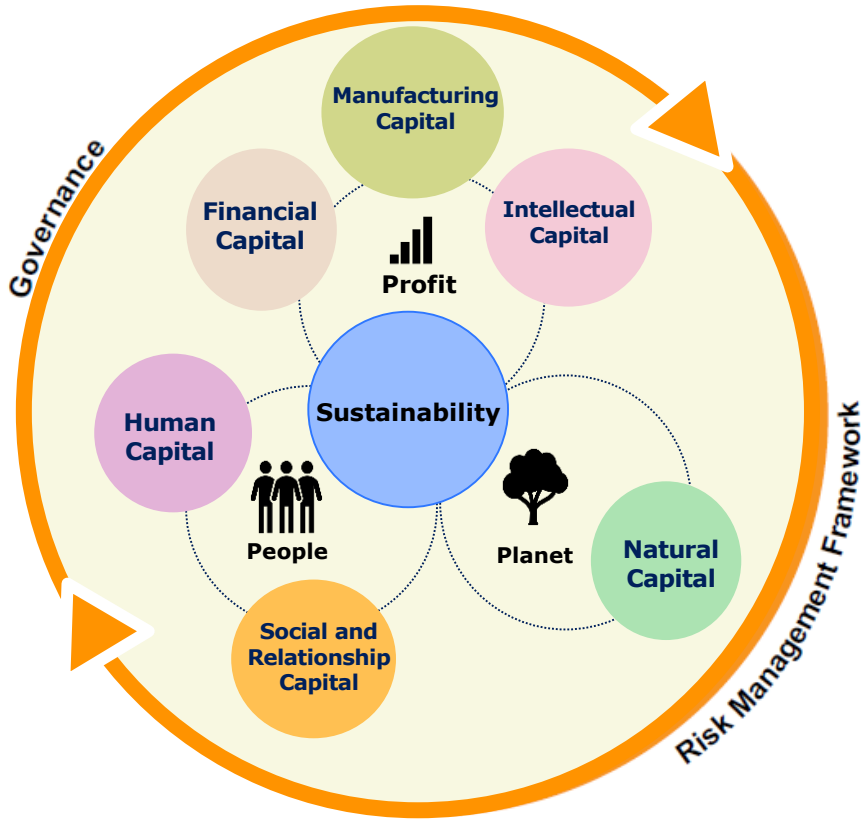 Manufacturing
Capital
Governance
Financial
Capital
Intellectual
Capital
Profit
Human
Capital
Sustainability
People
Planet
Natural
Capital
Social and
Relationship
Capital
Risk Management Framework